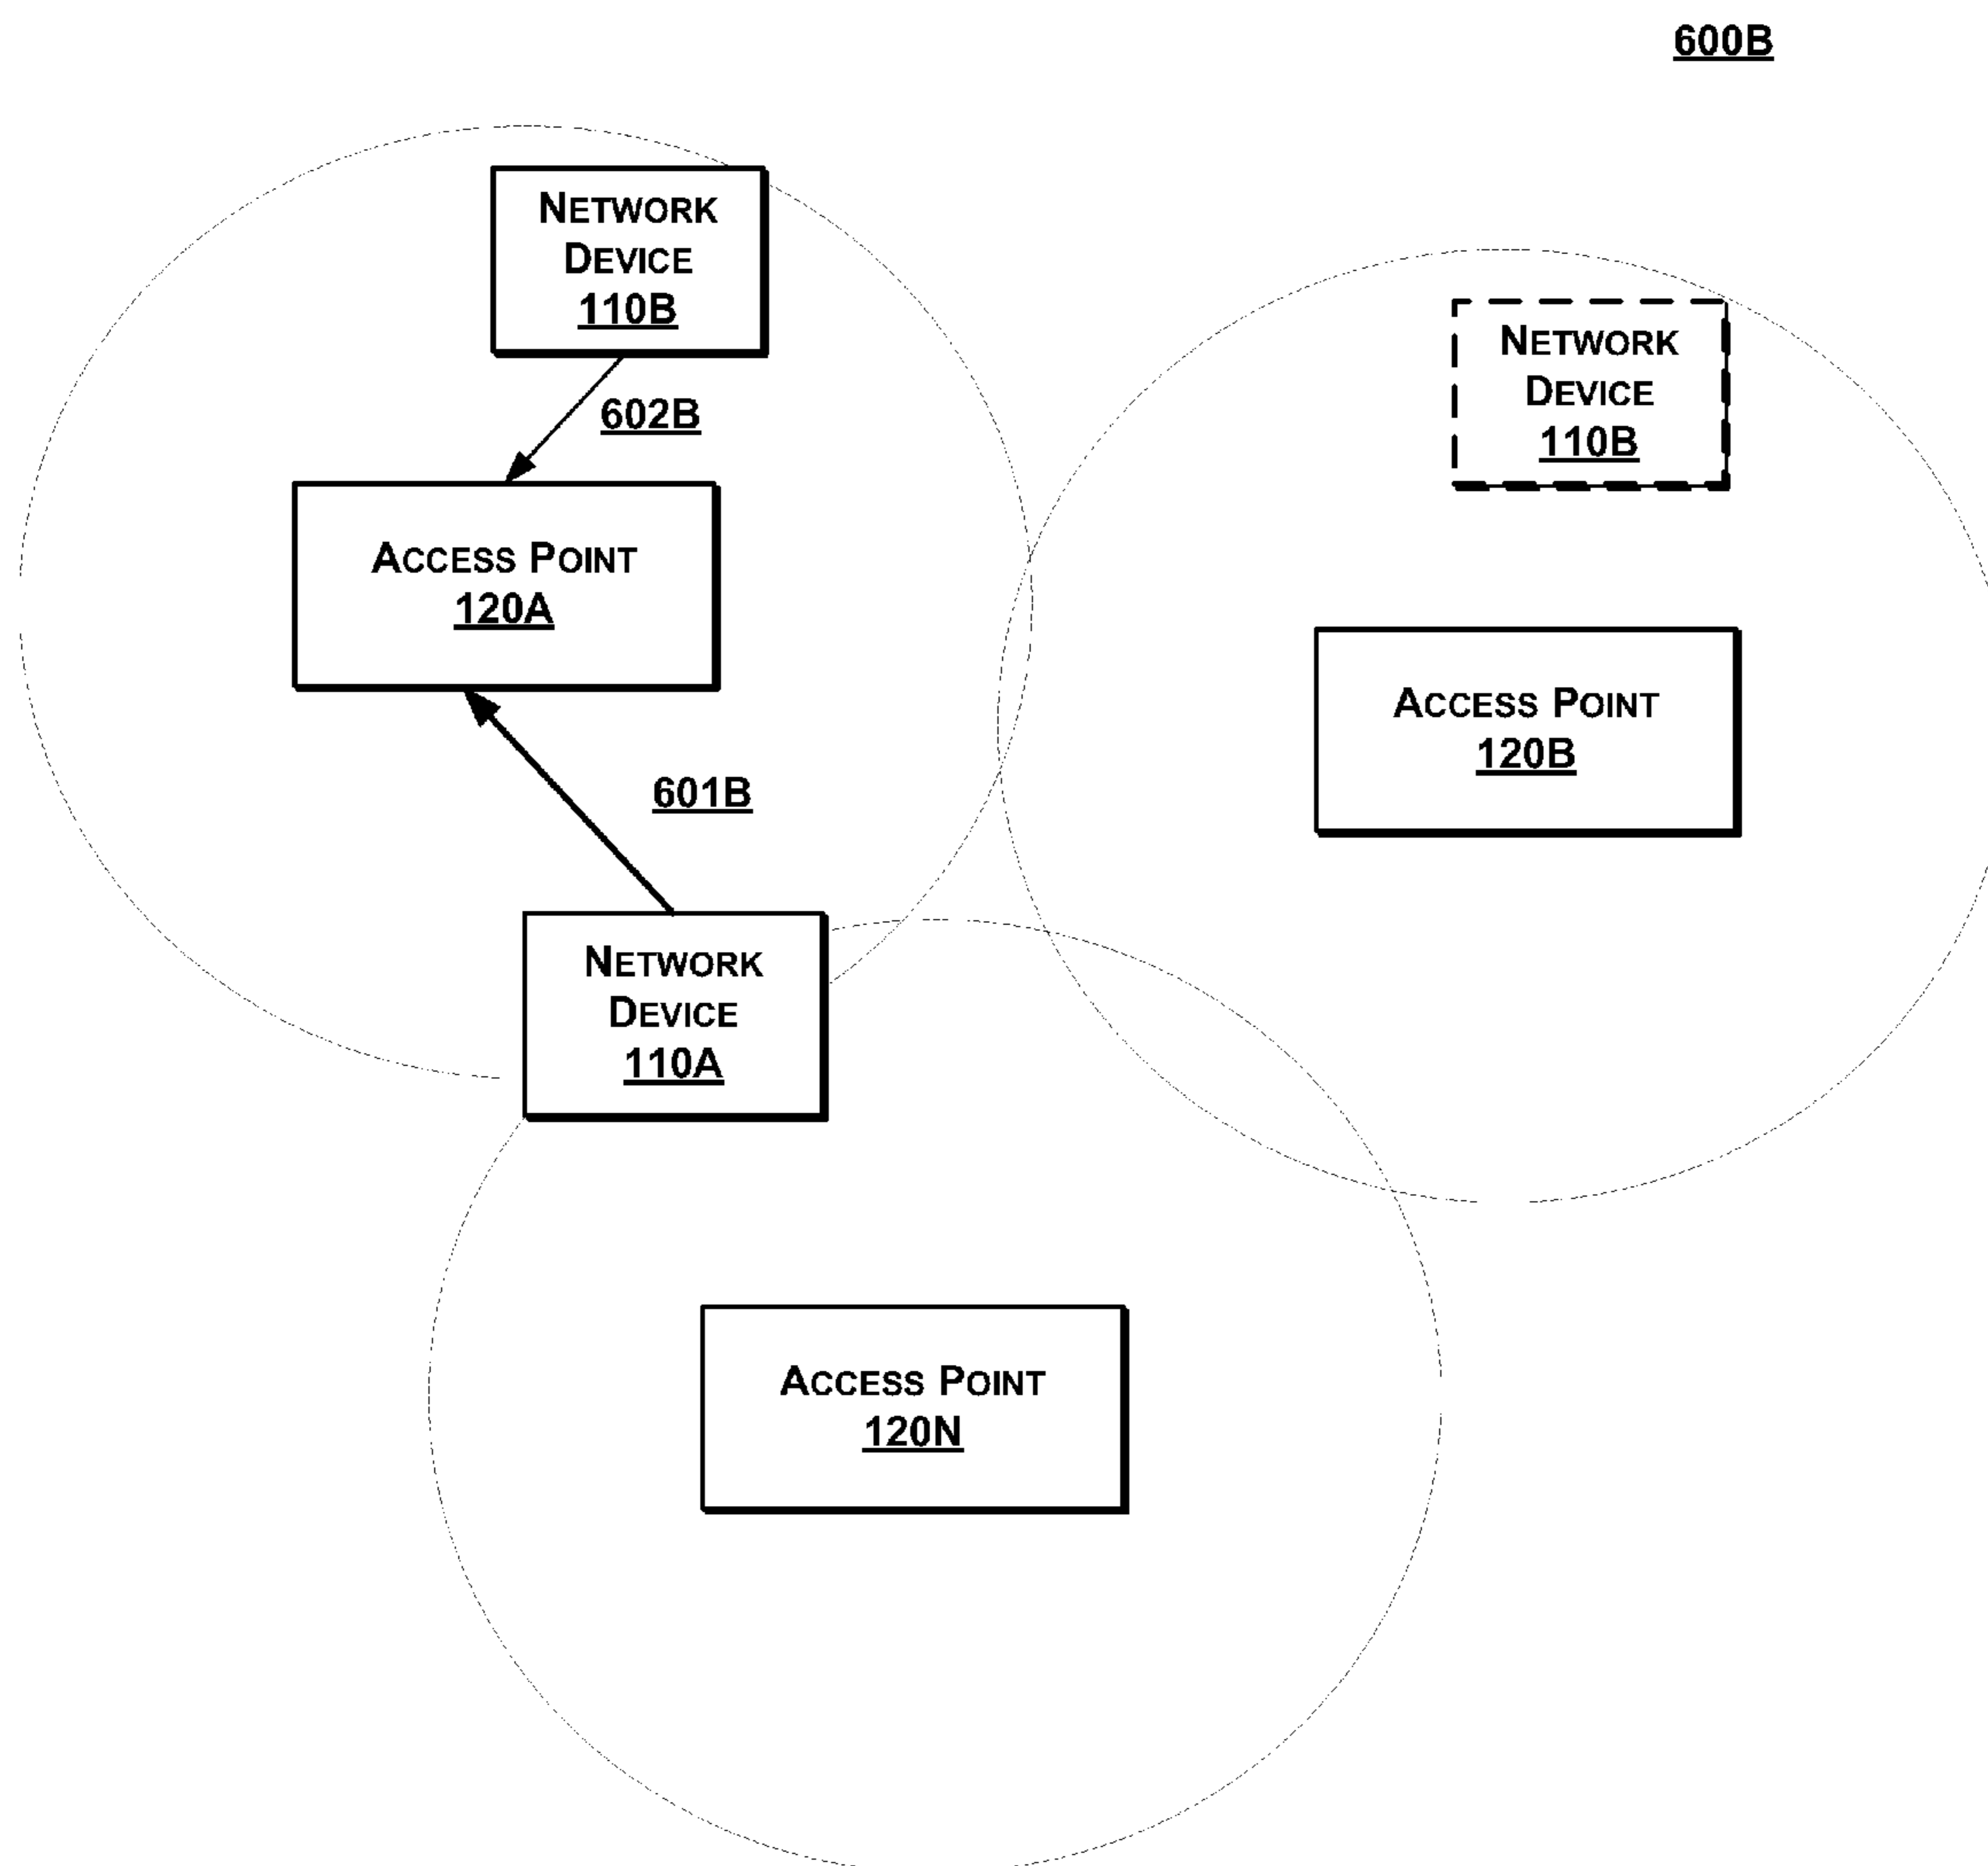 600B
NETWORK
DEVICE
110B
602B
ACCESS POINT
120A
601B
NETWORK
DEVICE
110A
NETWORK
DEVICE
110B
ACCESS POINT
120B
ACCESS POINT
120N